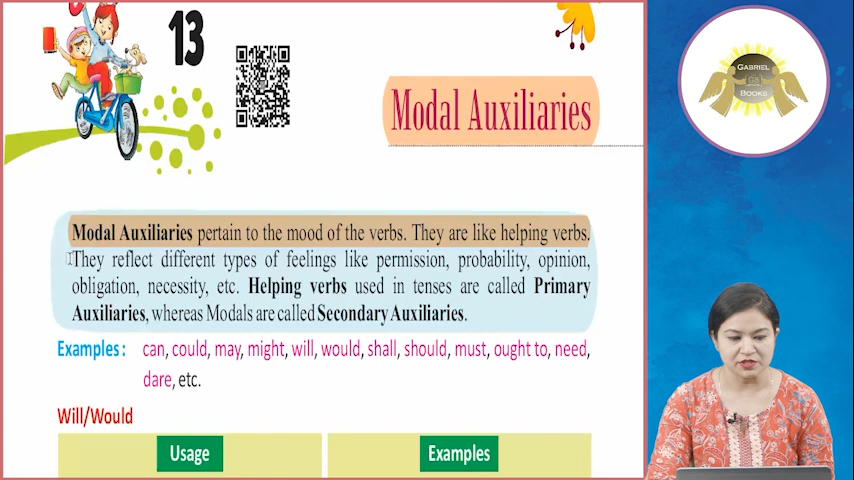 13
Modal Auxiliaries
GABRIEL
BOOKS
Modal Auxiliaries pertain to the mood of the verbs. They are like helping verbs.
They reflect different types of feelings like permission, probability, opinion,
obligation, necessity, etc. Helping verbs used in tenses are called Primary
Auxiliaries, whereas Modals are called Secondary Auxiliaries.
Examples : can, could, may, might, will, would, shall, should, must, ought to, need,
dare, etc.
Will/Would
Usage Examples